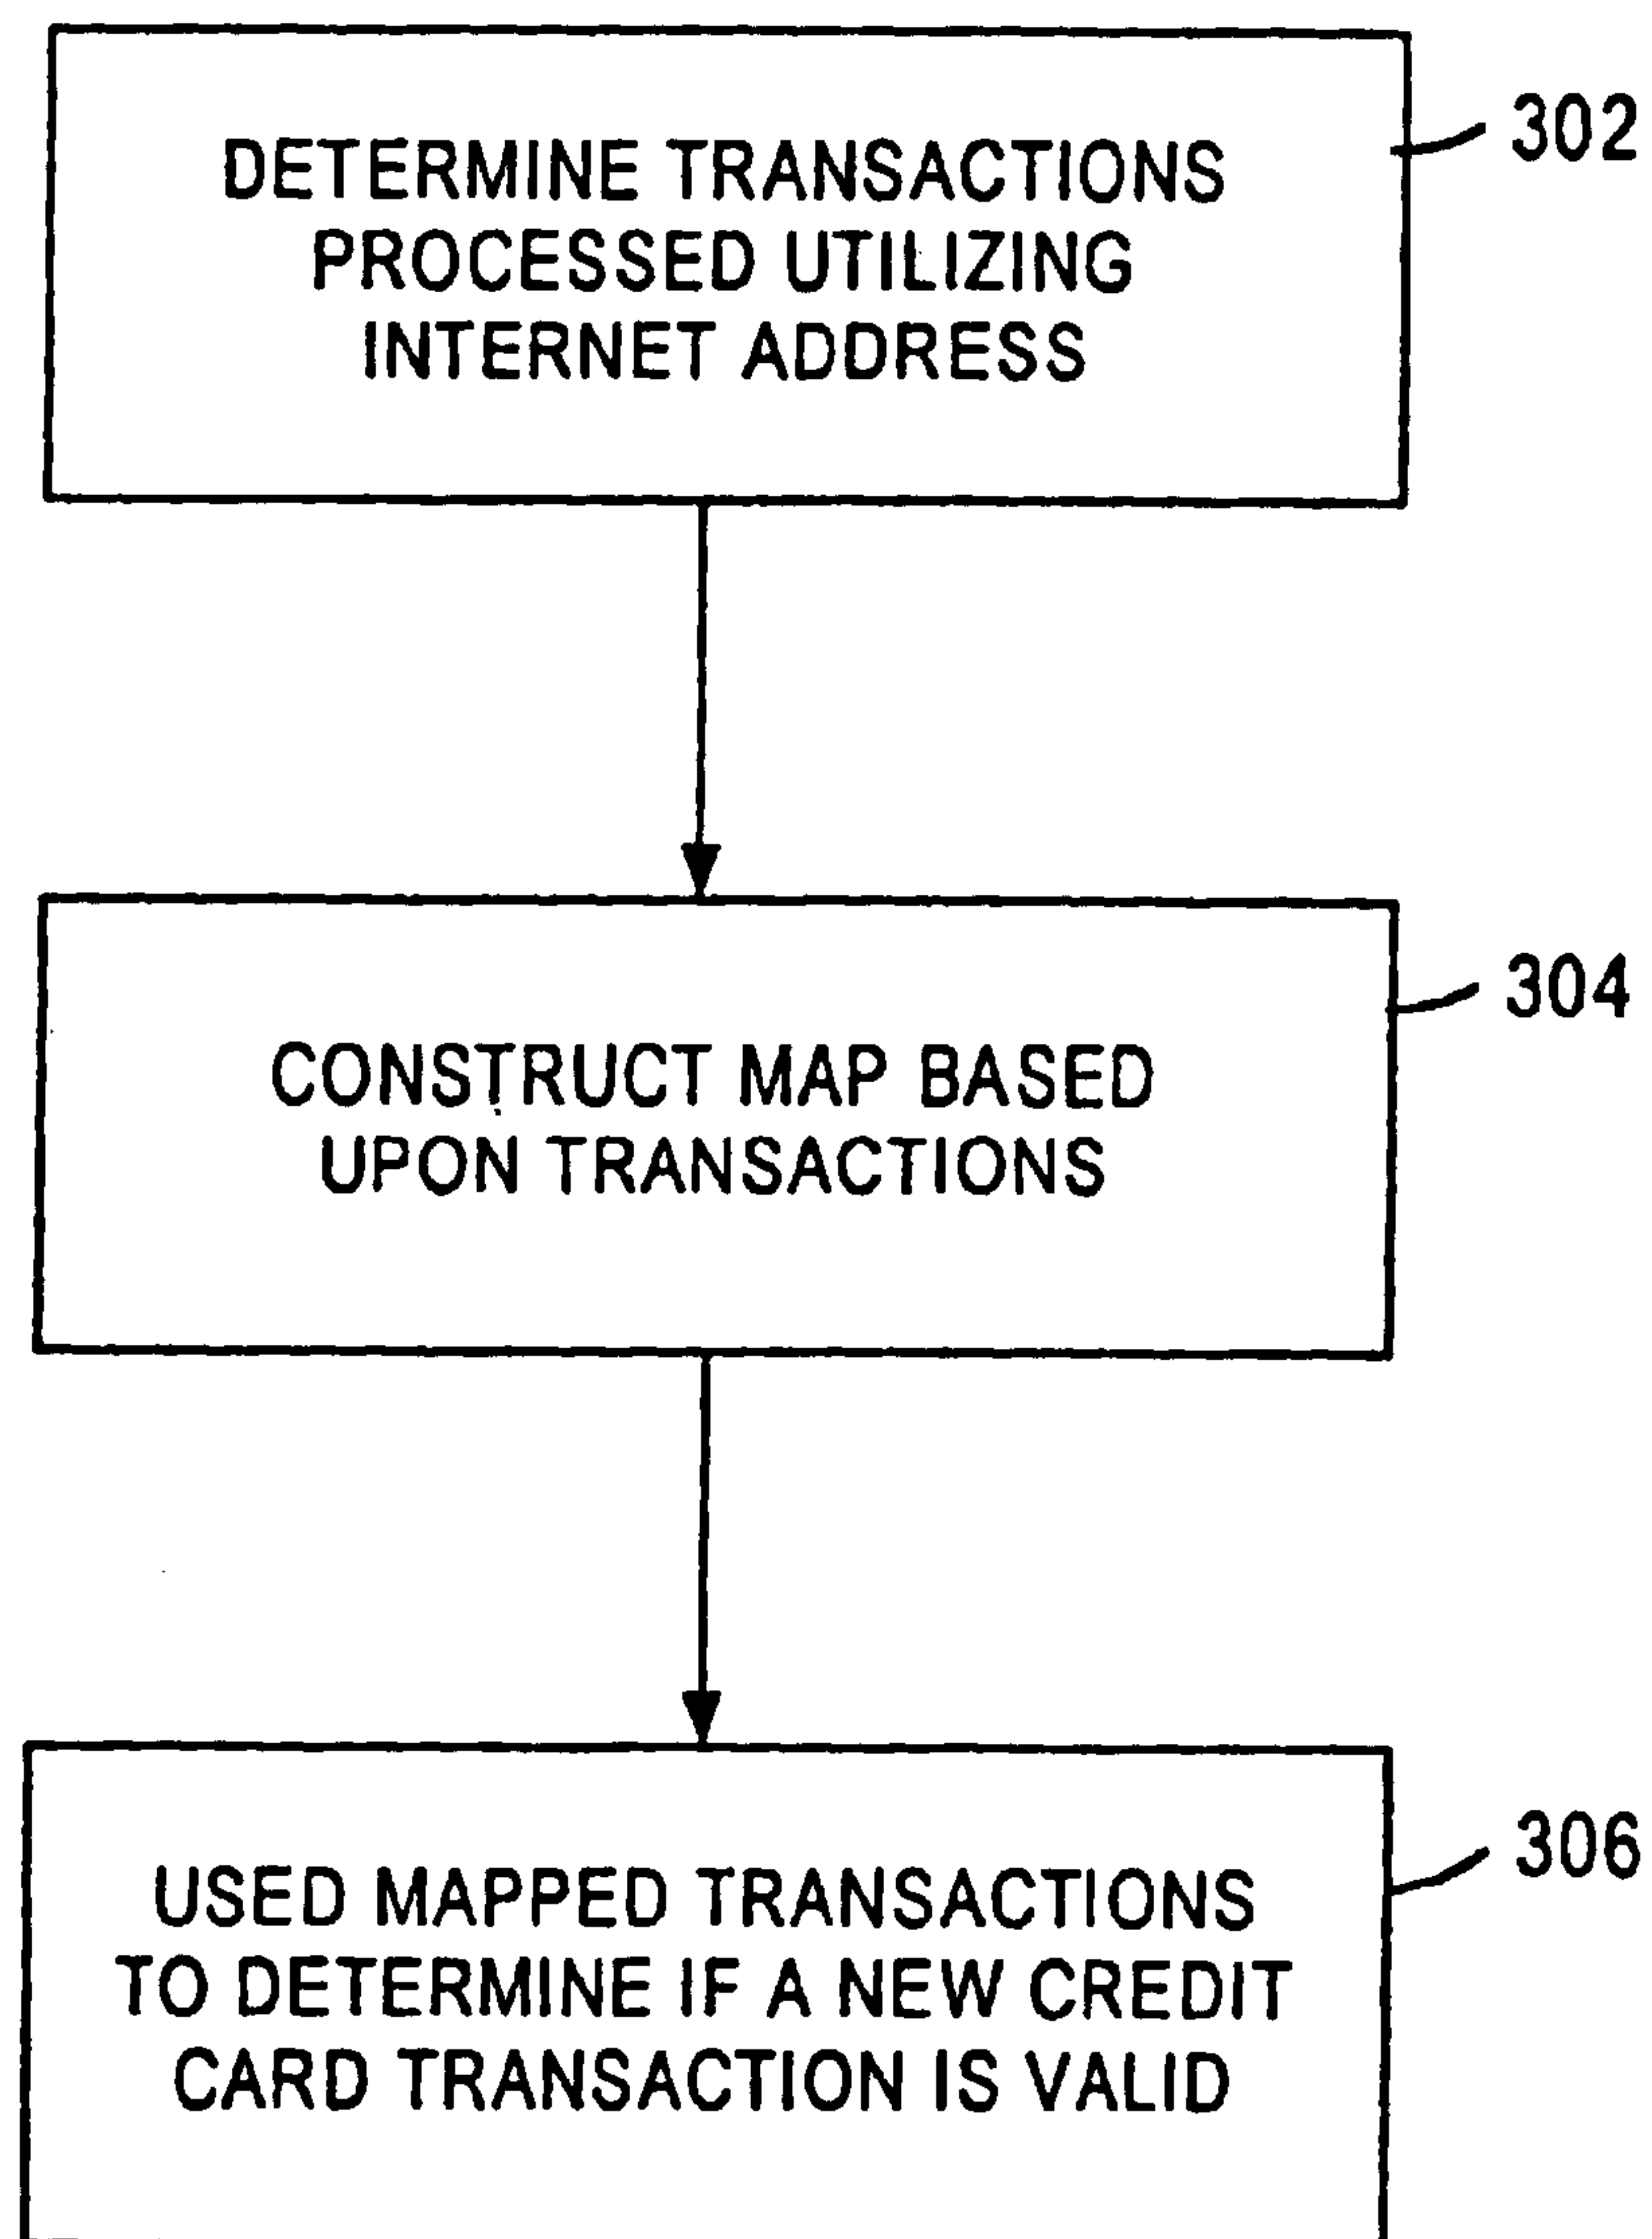 DETERMINE TRANSACTIONS
PROCESSED UTILIZING
INTERNET ADDRESS
302
CONSTRUCT MAP BASED
UPON TRANSACTIONS
304
USED MAPPED TRANSACTIONS
TO DETERMINE IF A NEW CREDIT
CARD TRANSACTION IS VALID
306